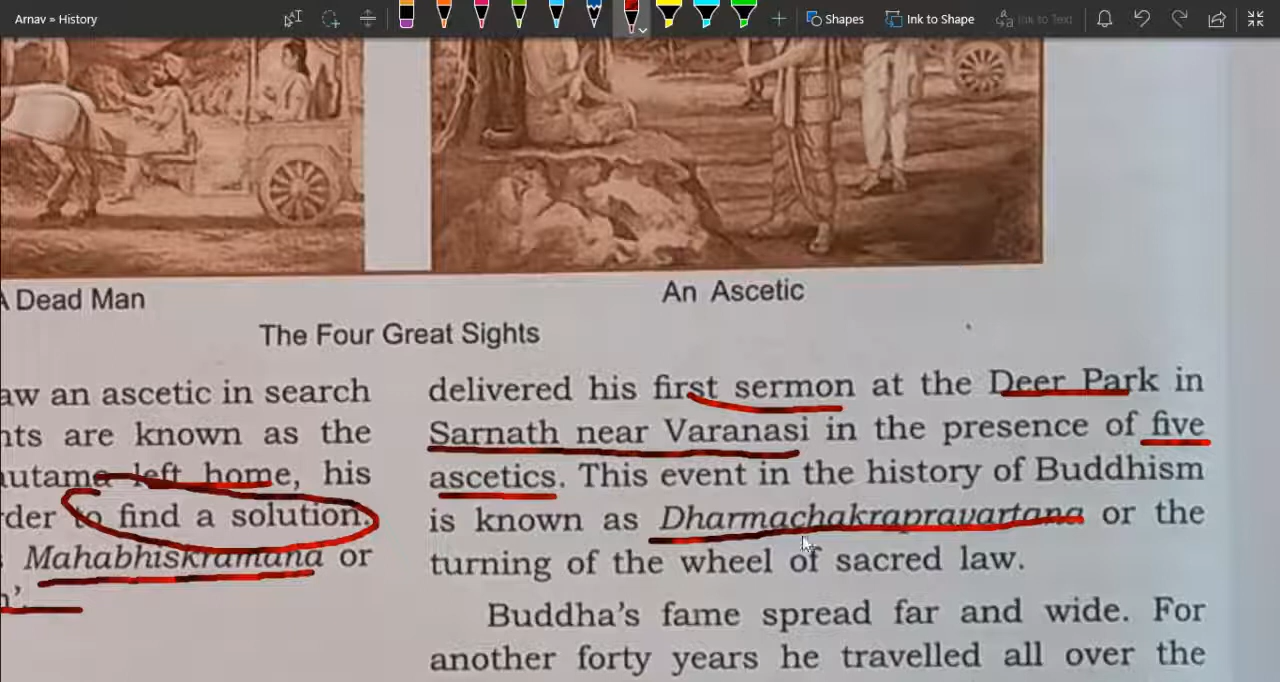 Arnav » History
Shapes
Ink to Shape
Ink to Text
A Dead Man
An Ascetic
The Four Great Sights
aw an ascetic in search
nts are known as the
utama left home, his
rder to find a solution.
Mahabhiskramana or
n’
delivered his first sermon at the Deer Park in
Sarnath near Varanasi in the presence of five
ascetics. This event in the history of Buddhism
is known as Dharmachakrapravartana or the
turning of the wheel of sacred law.
Buddha’s fame spread far and wide. For
another forty years he travelled all over the